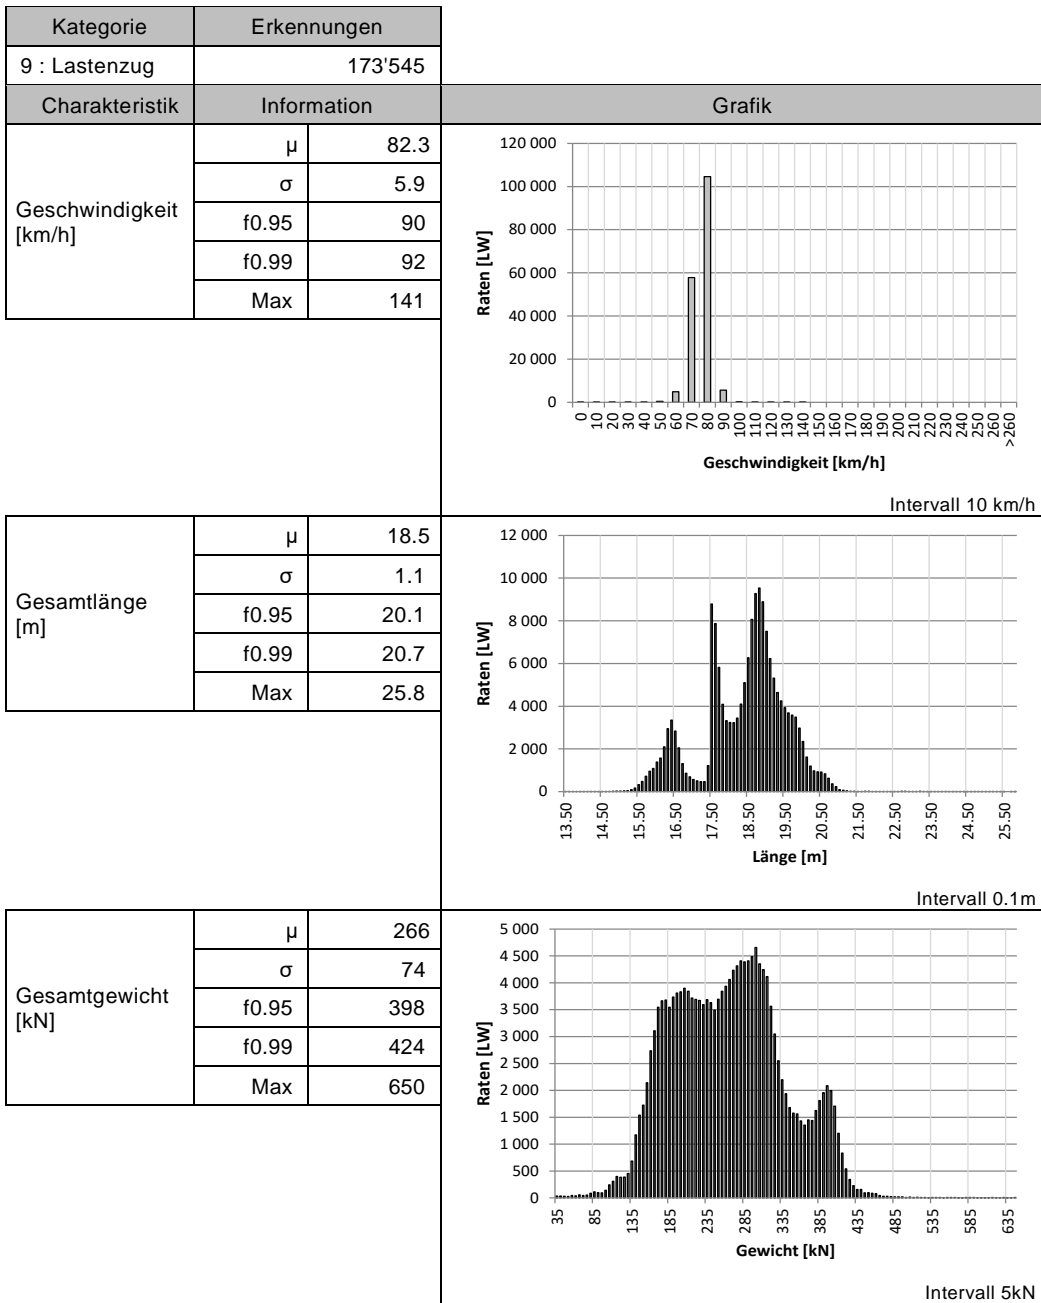 Kategorie Erkennungen
9 : Lastenzug 173'545
Charakteristik Information Grafik
Geschwindigkeit
[km/h]
µ 82.3
σ 5.9
f0.95 90
f0.99 92
Max 141
120 000
100 000
80 000
60 000
40 000
20 000
0
Raten [LW]
0 10 20 30 40 50 60 70 80 90 100 110 120 130 140 150 160 170 180 190 200 210 220 230 240 250 260 >260
Geschwindigkeit [km/h]
Intervall 10 km/h
Gesamtlänge
[m]
µ 18.5
σ 1.1
f0.95 20.1
f0.99 20.7
Max 25.8
12 000
10 000
8 000
6 000
4 000
2 000
0
Raten [LW]
13.50 14.50 15.50 16.50 17.50 18.50 19.50 20.50 21.50 22.50 23.50 24.50 25.50
Länge [m]
Intervall 0.1m
Gesamtgewicht
[kN]
µ 266
σ 74
f0.95 398
f0.99 424
Max 650
5 000
4 500
4 000
3 500
3 000
2 500
2 000
1 500
1 000
500
0
Raten [LW]
35 85 135 185 235 285 335 385 435 485 535 585 635
Gewicht [kN]
Intervall 5kN